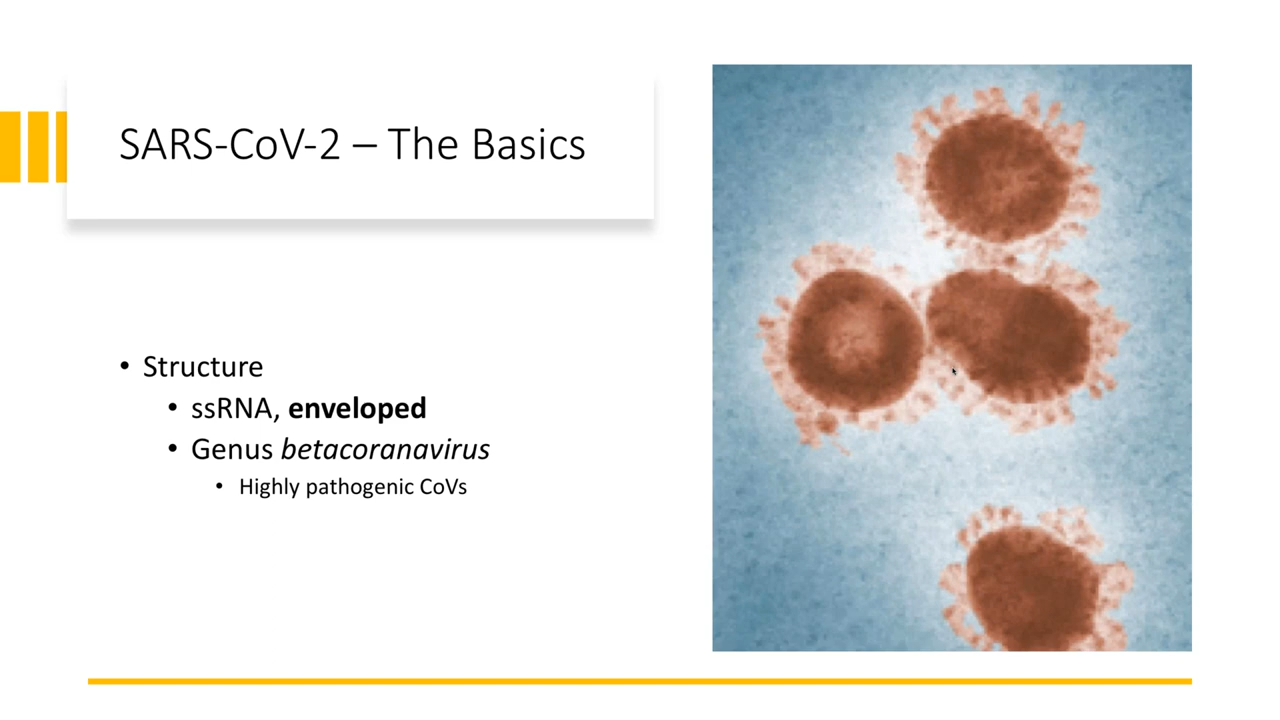 SARS-CoV-2 – The Basics
• Structure
• ssRNA, enveloped
• Genus betacoranavirus
• Highly pathogenic CoVs